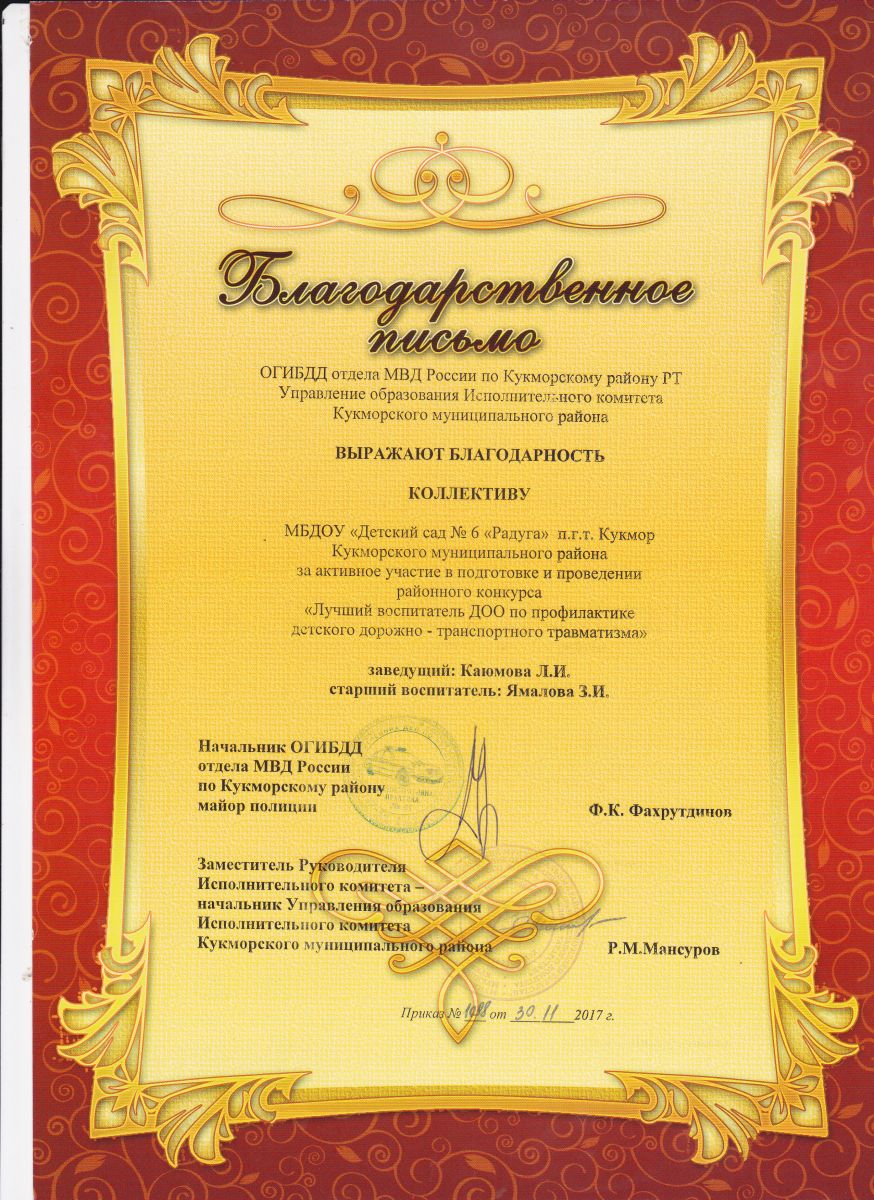 Благодарственное
письмо
ОГИБДД отдела МВД России по Кукморскому району РТ
Управление образования Исполнительного комитета
Кукморского муниципального района
ВЫРАЖАЮТ БЛАГОДАРНОСТЬ
КОЛЛЕКТИВУ
МБДОУ «Детский сад № 6 «Радуга» п.г.т. Кукмор
Кукморского муниципального района
за активное участие в подготовке и проведении
районного конкурса
«Лучший воспитатель ДОО по профилактике
детского дорожно - транспортного травматизма»
заведущий: Каюмова Л.И.
старший воспитатель: Ямалова З.И.
Начальник ОГИБДД
отдела МВД России
по Кукморскому району
майор полиции
Ф.К. Фахрутдинов
Заместитель Руководителя
Исполнительного комитета –
начальник Управления образования
Исполнительного комитета
Кукморского муниципального района
Р.М.Мансуров
Приказ № 1098 от 30.11 2017 г.